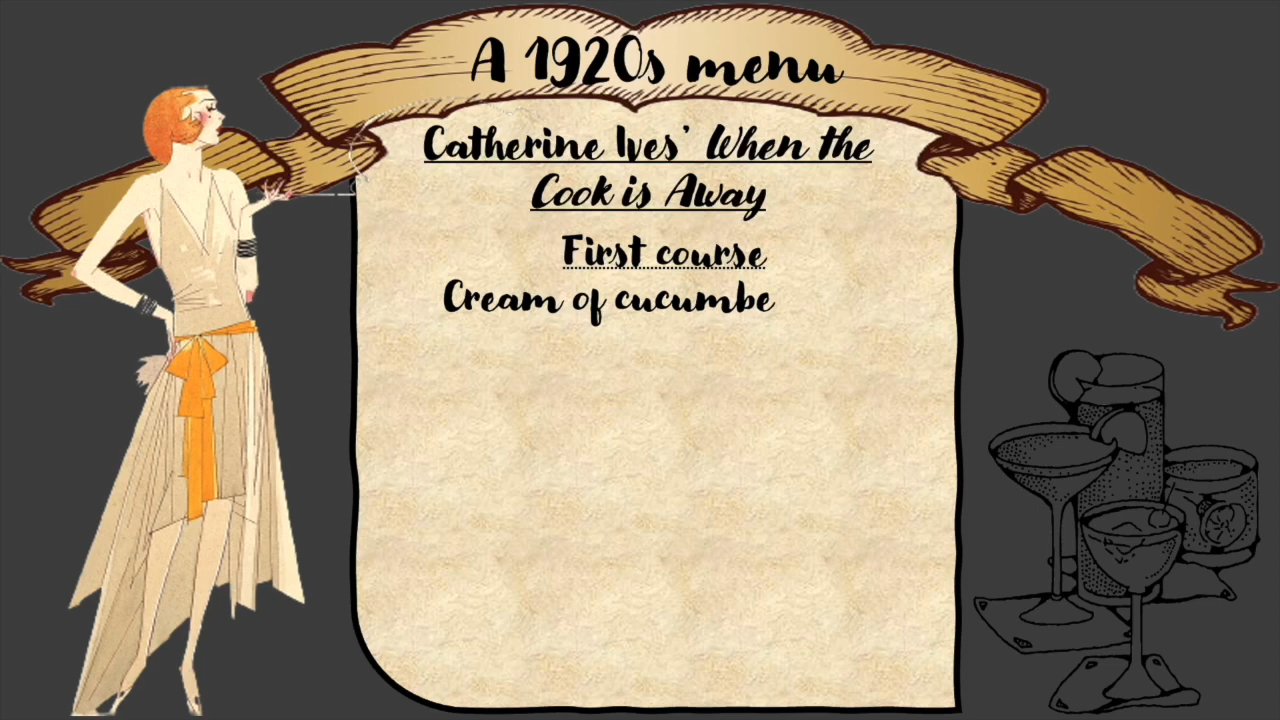 A 1920s menu
Catherine Ives' When the
Cook is Away
First course
Cream of cucumbe